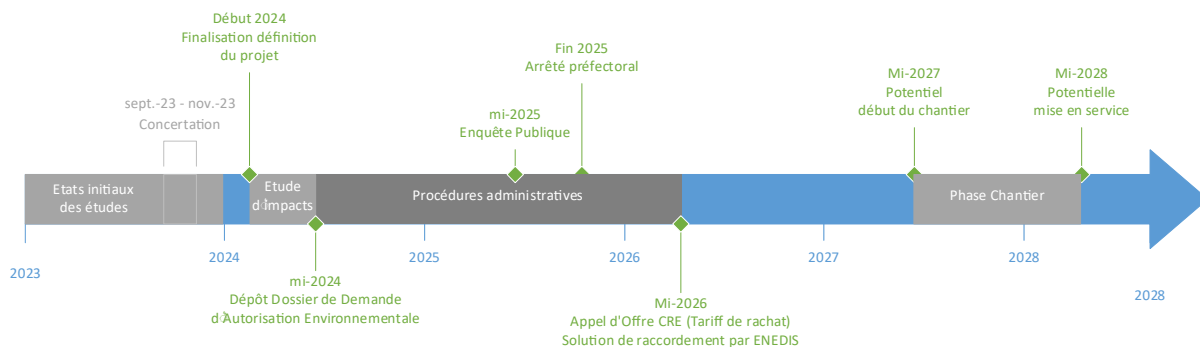 Début 2024
Finalisation définition
du projet
sept.-23 - nov.-23
Concertation
Fin 2025
Arrêté préfectoral
mi-2025
Enquête Publique
Mi-2027
Potentiel
début du chantier
Mi-2028
Potentielle
mise en service
Etats initiaux
des études
Etude
d'Impacts
Procédures administratives
Phase Chantier
2023
2024
2025
2026
2027
2028
2028
mi-2024
Dépôt Dossier de Demande
d'Autorisation Environnementale
Mi-2026
Appel d'Offre CRE (Tariff de rachat)
Solution de raccordement par ENEDIS